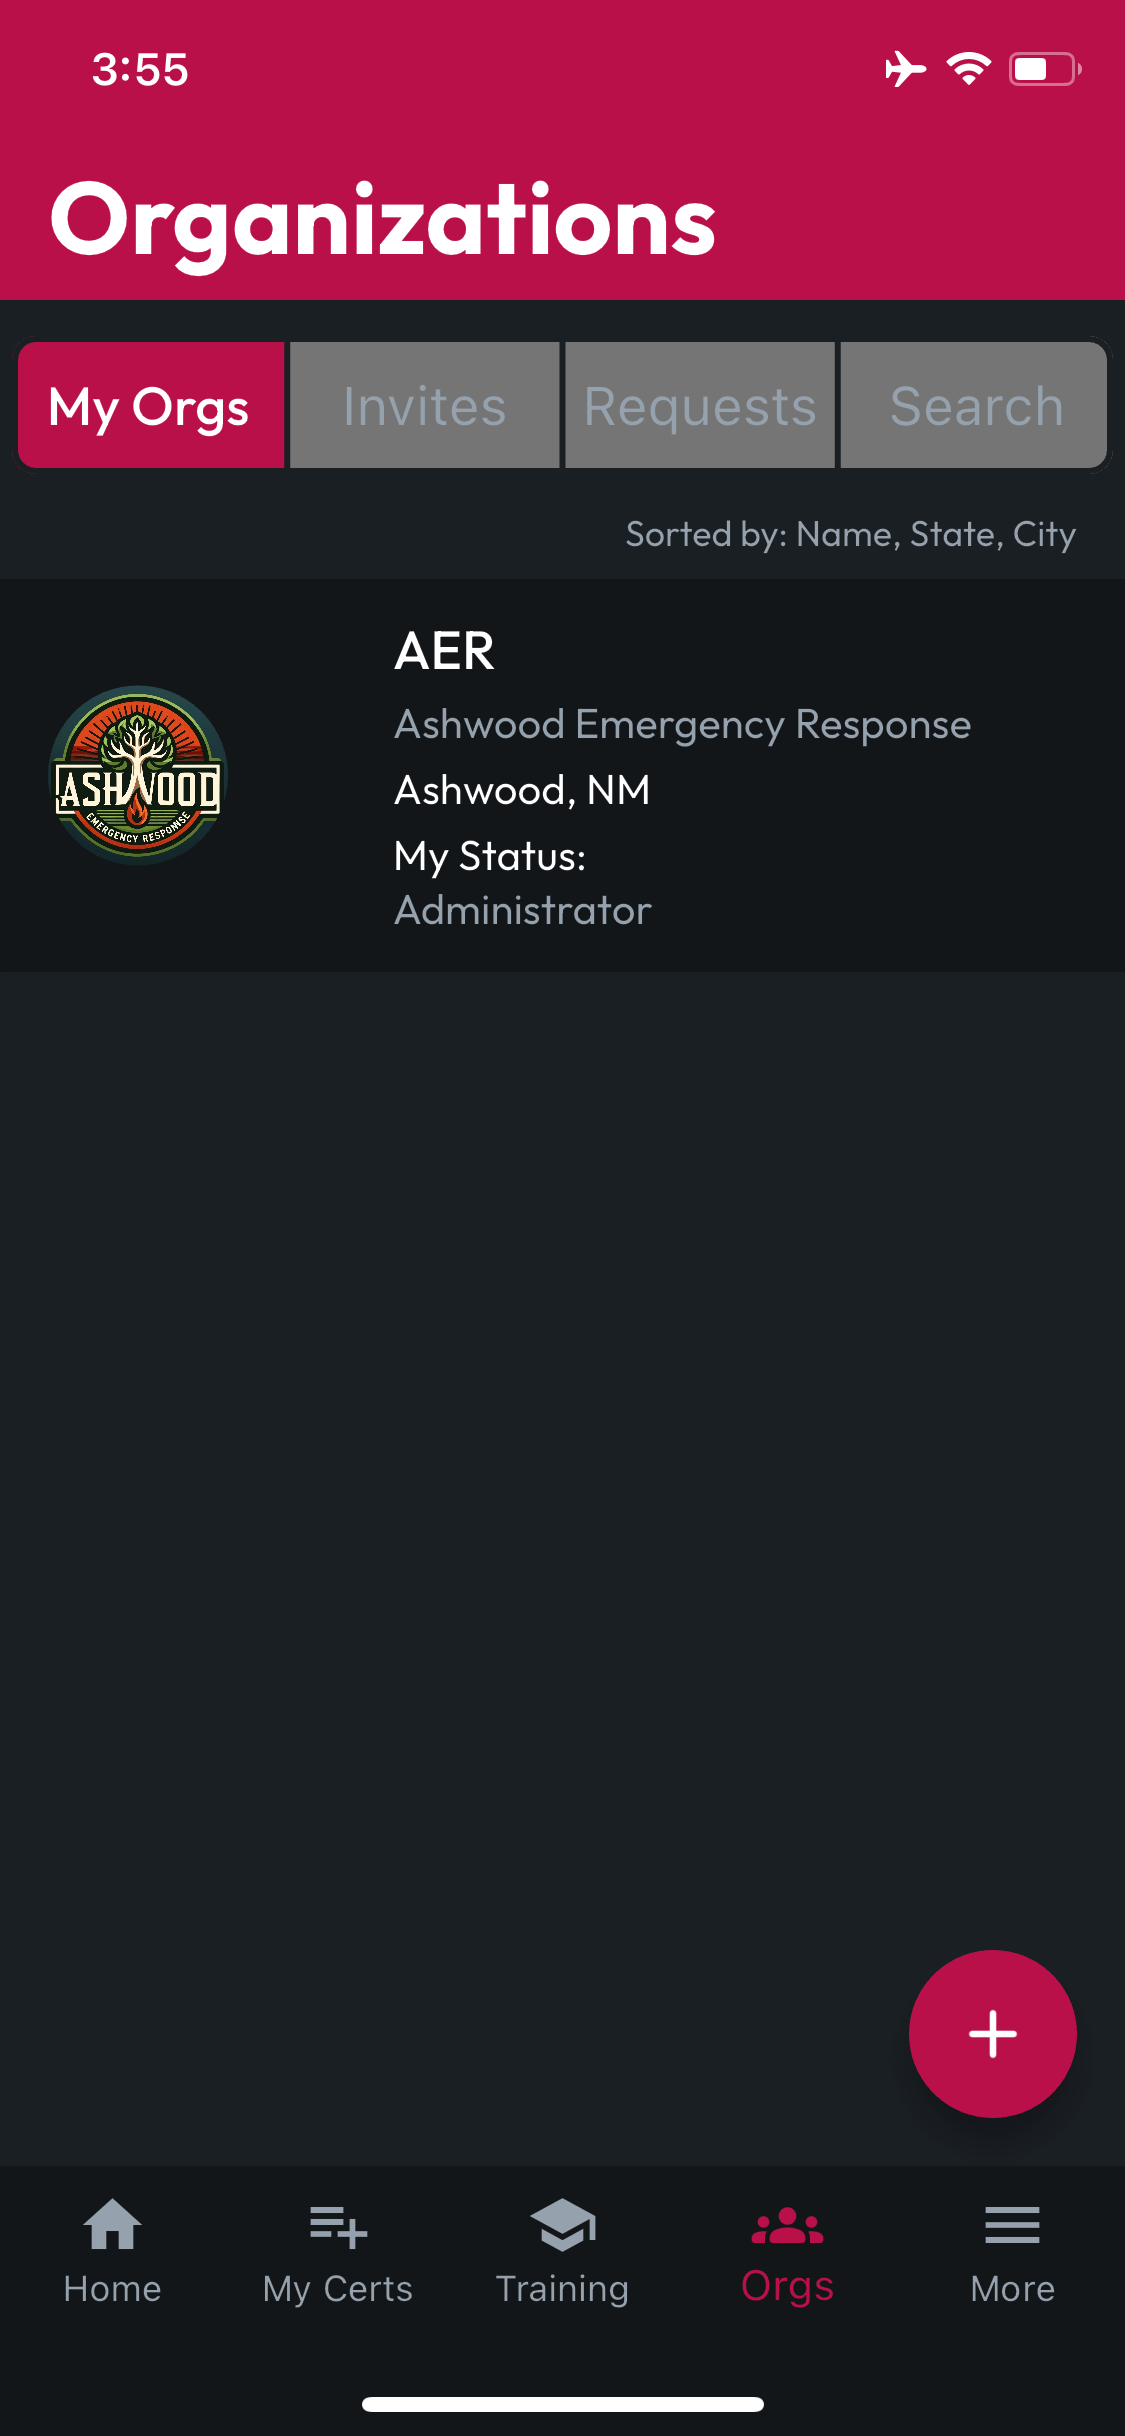 3:55
Organizations
My Orgs
Invites
Requests
Search
Sorted by: Name, State, City
AER
Ashwood Emergency Response
Ashwood, NM
My Status:
Administrator
ASHWOOD
EMERGENCY RESPONSE
Home
My Certs
Training
Orgs
More